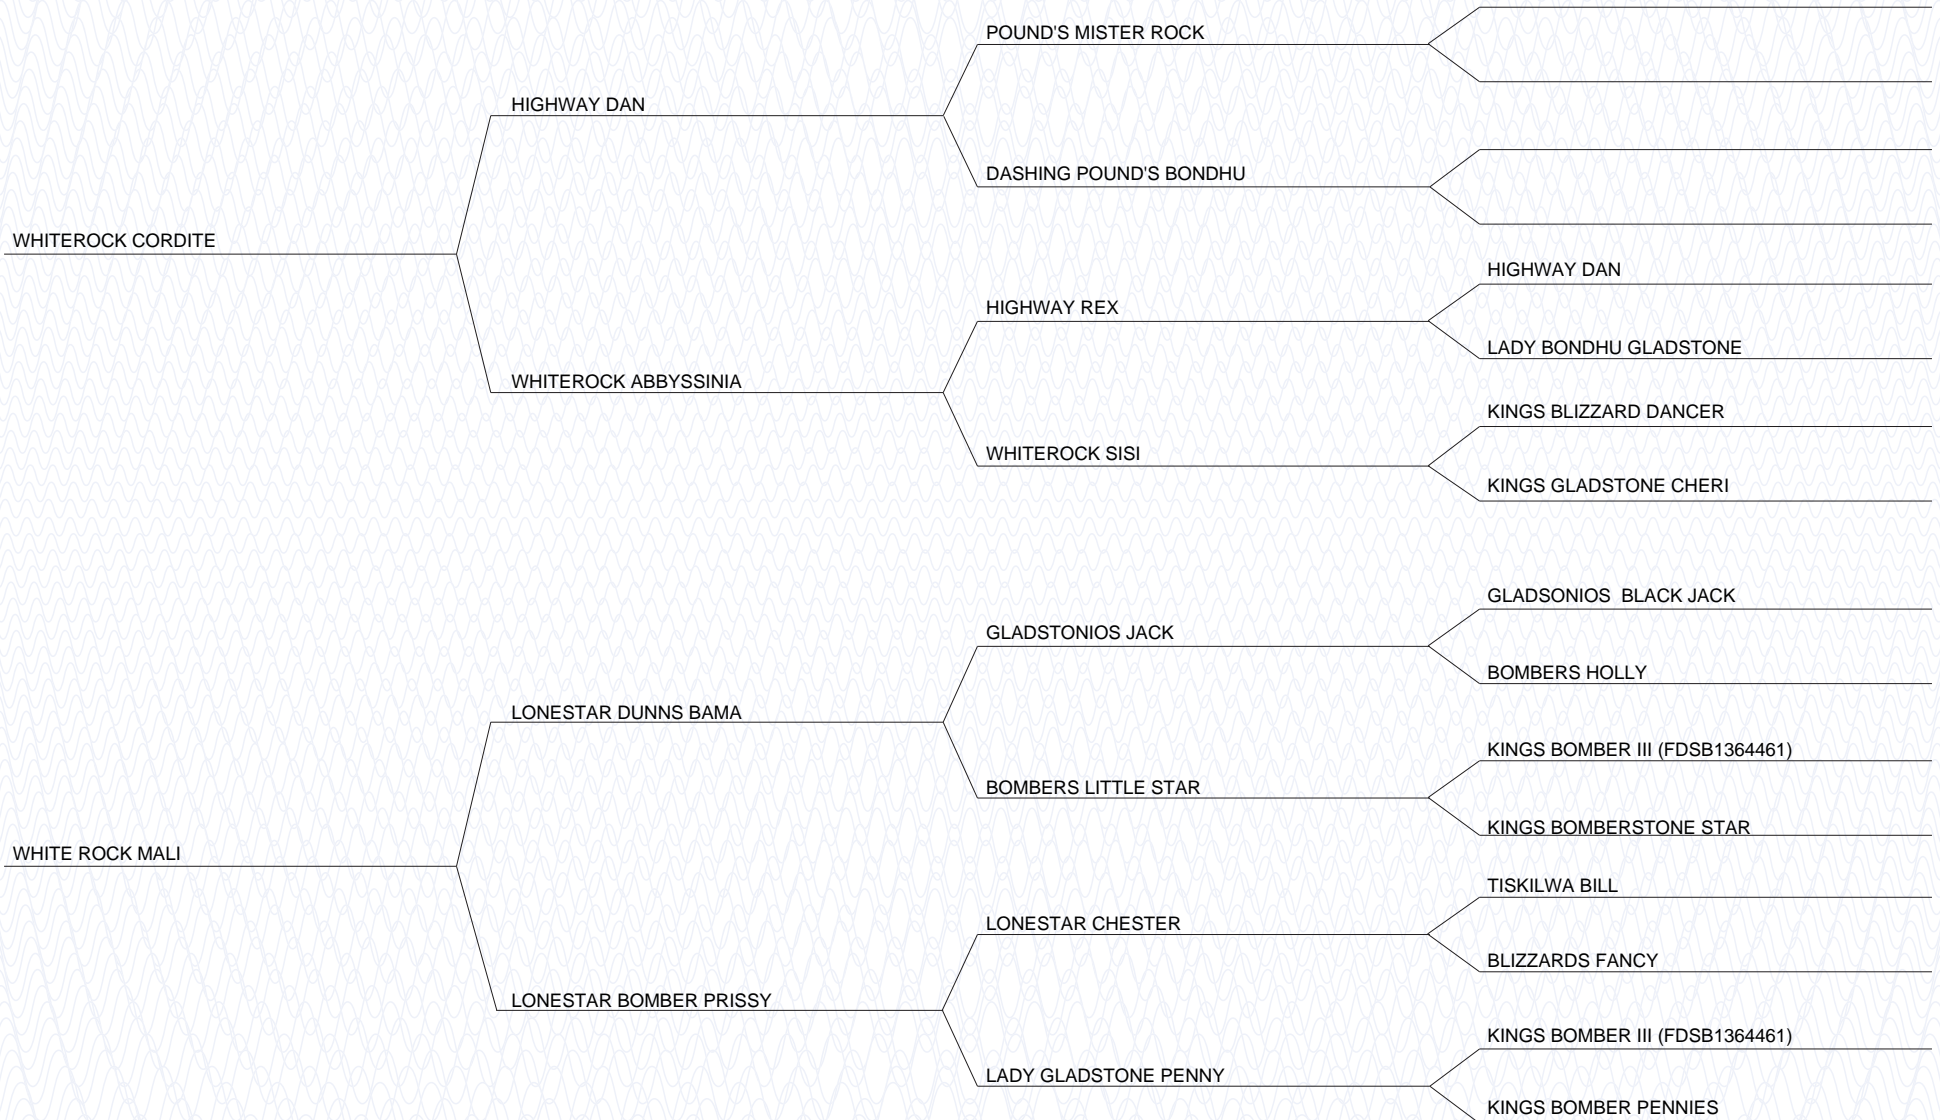 POUND'S MISTER ROCK
HIGHWAY DAN
DASHING POUND'S BONDHU
WHITEROCK CORDITE
HIGHWAY DAN
HIGHWAY REX
LADY BONDHU GLADSTONE
WHITEROCK ABBYSSINIA
KINGS BLIZZARD DANCER
WHITEROCK SISI
KINGS GLADSTONE CHERI
GLADSONIOS  BLACK JACK
GLADSTONIOS JACK
BOMBERS HOLLY
LONESTAR DUNNS BAMA
KINGS BOMBER III (FDSB1364461)
BOMBERS LITTLE STAR
KINGS BOMBERSTONE STAR
WHITE ROCK MALI
TISKILWA BILL
LONESTAR CHESTER
BLIZZARDS FANCY
LONESTAR BOMBER PRISSY
KINGS BOMBER III (FDSB1364461)
LADY GLADSTONE PENNY
KINGS BOMBER PENNIES